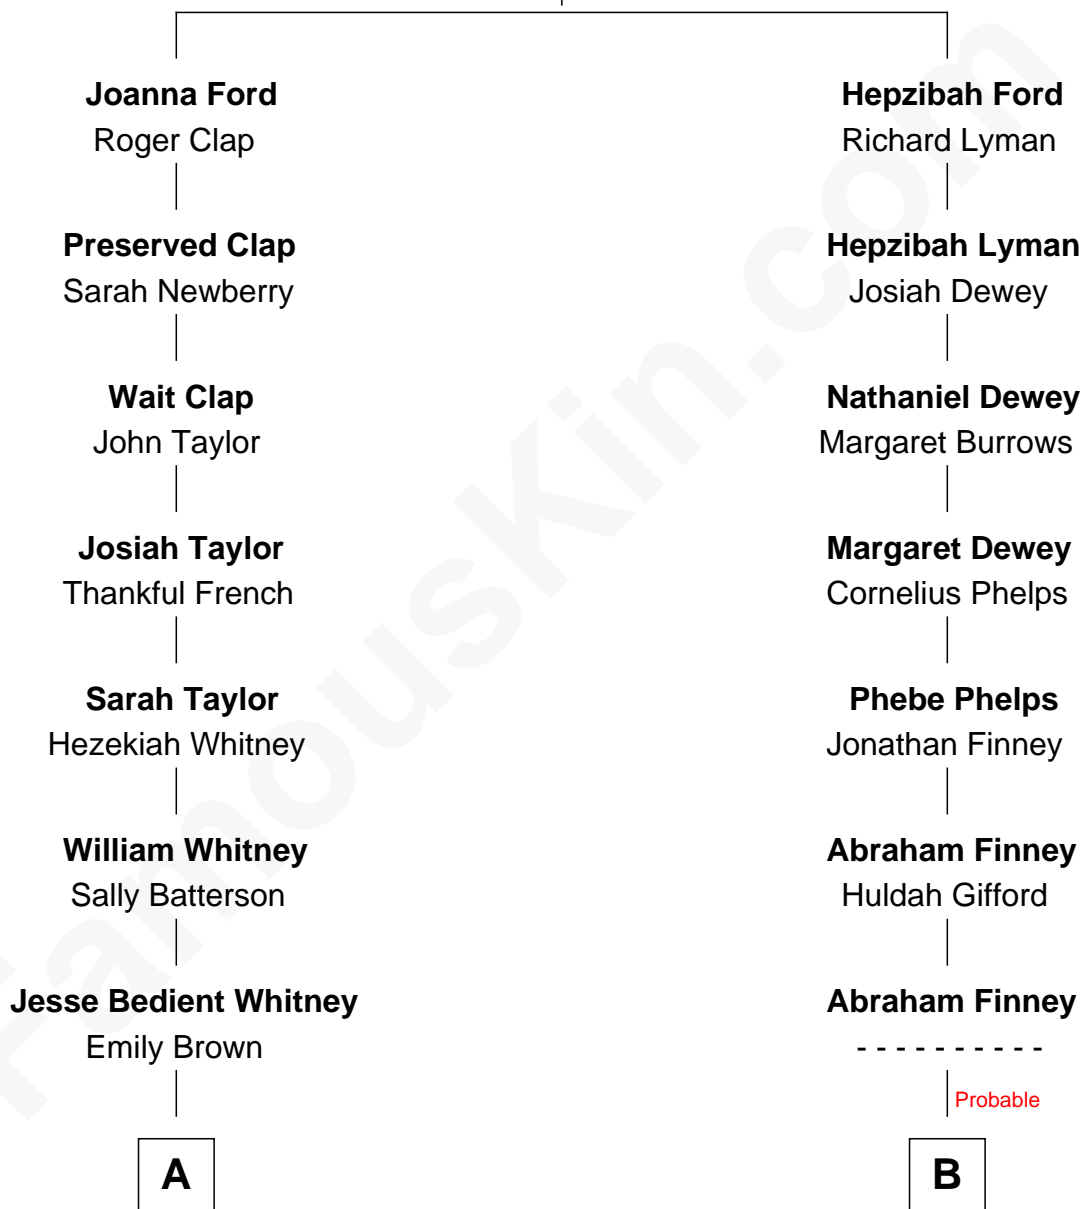 Joanna Ford
Roger Clap
Hepzibah Ford
Richard Lyman
Preserved Clap
Sarah Newberry
Hepzibah Lyman
Josiah Dewey
Wait Clap
John Taylor
Nathaniel Dewey
Margaret Burrows
Josiah Taylor
Thankful French
Margaret Dewey
Cornelius Phelps
Sarah Taylor
Hezekiah Whitney
Phebe Phelps
Jonathan Finney
William Whitney
Sally Batterson
Abraham Finney
Huldah Gifford
Jesse Bedient Whitney
Emily Brown
Abraham Finney
- - - - - - - - - -
Probable
A
B
FamousKin.com